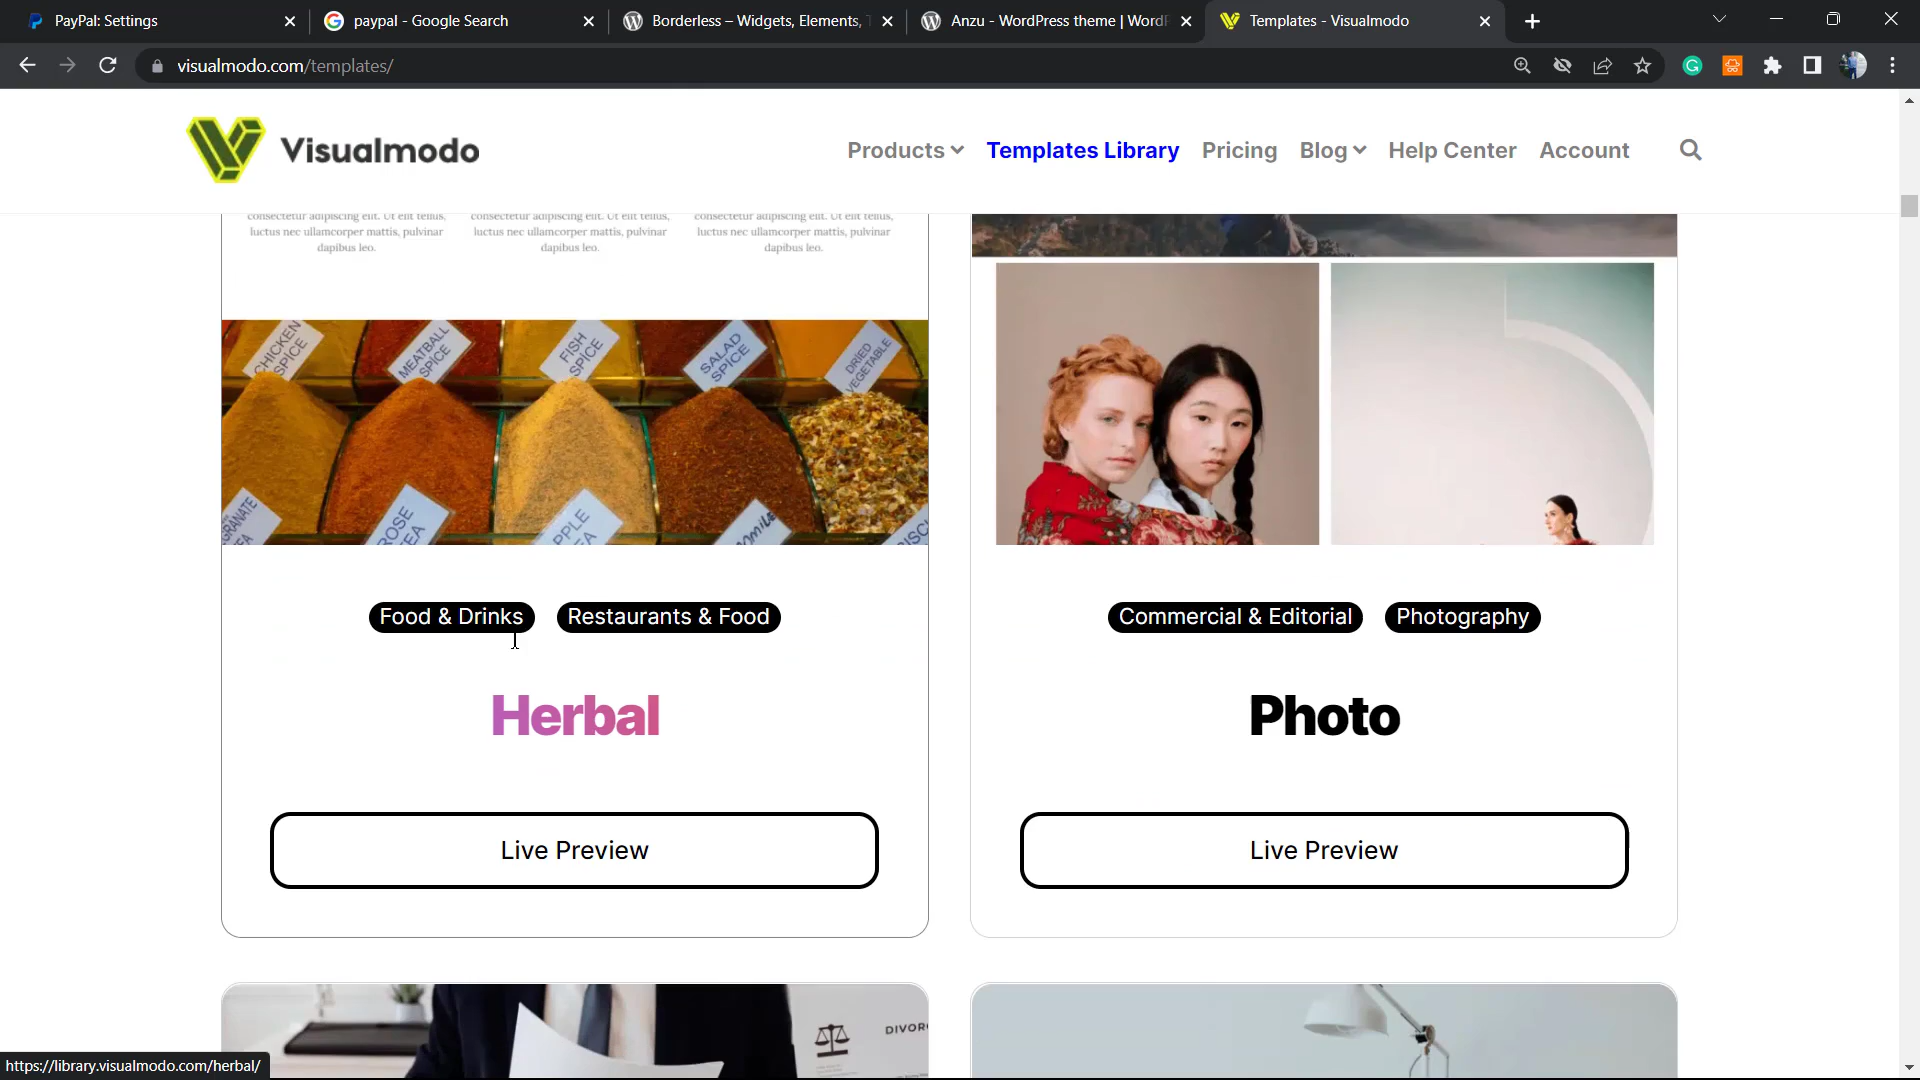 PayPal: Settings
paypal - Google Search
Borderless – Widgets, Elements,
Anzu - WordPress theme | Word
Templates - Visualmodo
visualmodo.com/templates/
Visualmodo
Products
Templates Library
Pricing
Blog
Help Center
Account
consectetur adipiscing elit. Ut elit tellus, luctus nec ullamcorper mattis, pulvinar dapibus leo.
consectetur adipiscing elit. Ut elit tellus, luctus nec ullamcorper mattis, pulvinar dapibus leo.
consectetur adipiscing elit. Ut elit tellus, luctus nec ullamcorper mattis, pulvinar dapibus leo.
CHICKEN SPICE
MEATBALL SPICE
FISH SPICE
SALAD SPICE
DRIED VEGETABLE
Food & Drinks
Restaurants & Food
Herbal
Live Preview
Commercial & Editorial
Photography
Photo
Live Preview
https://library.visualmodo.com/herbal/